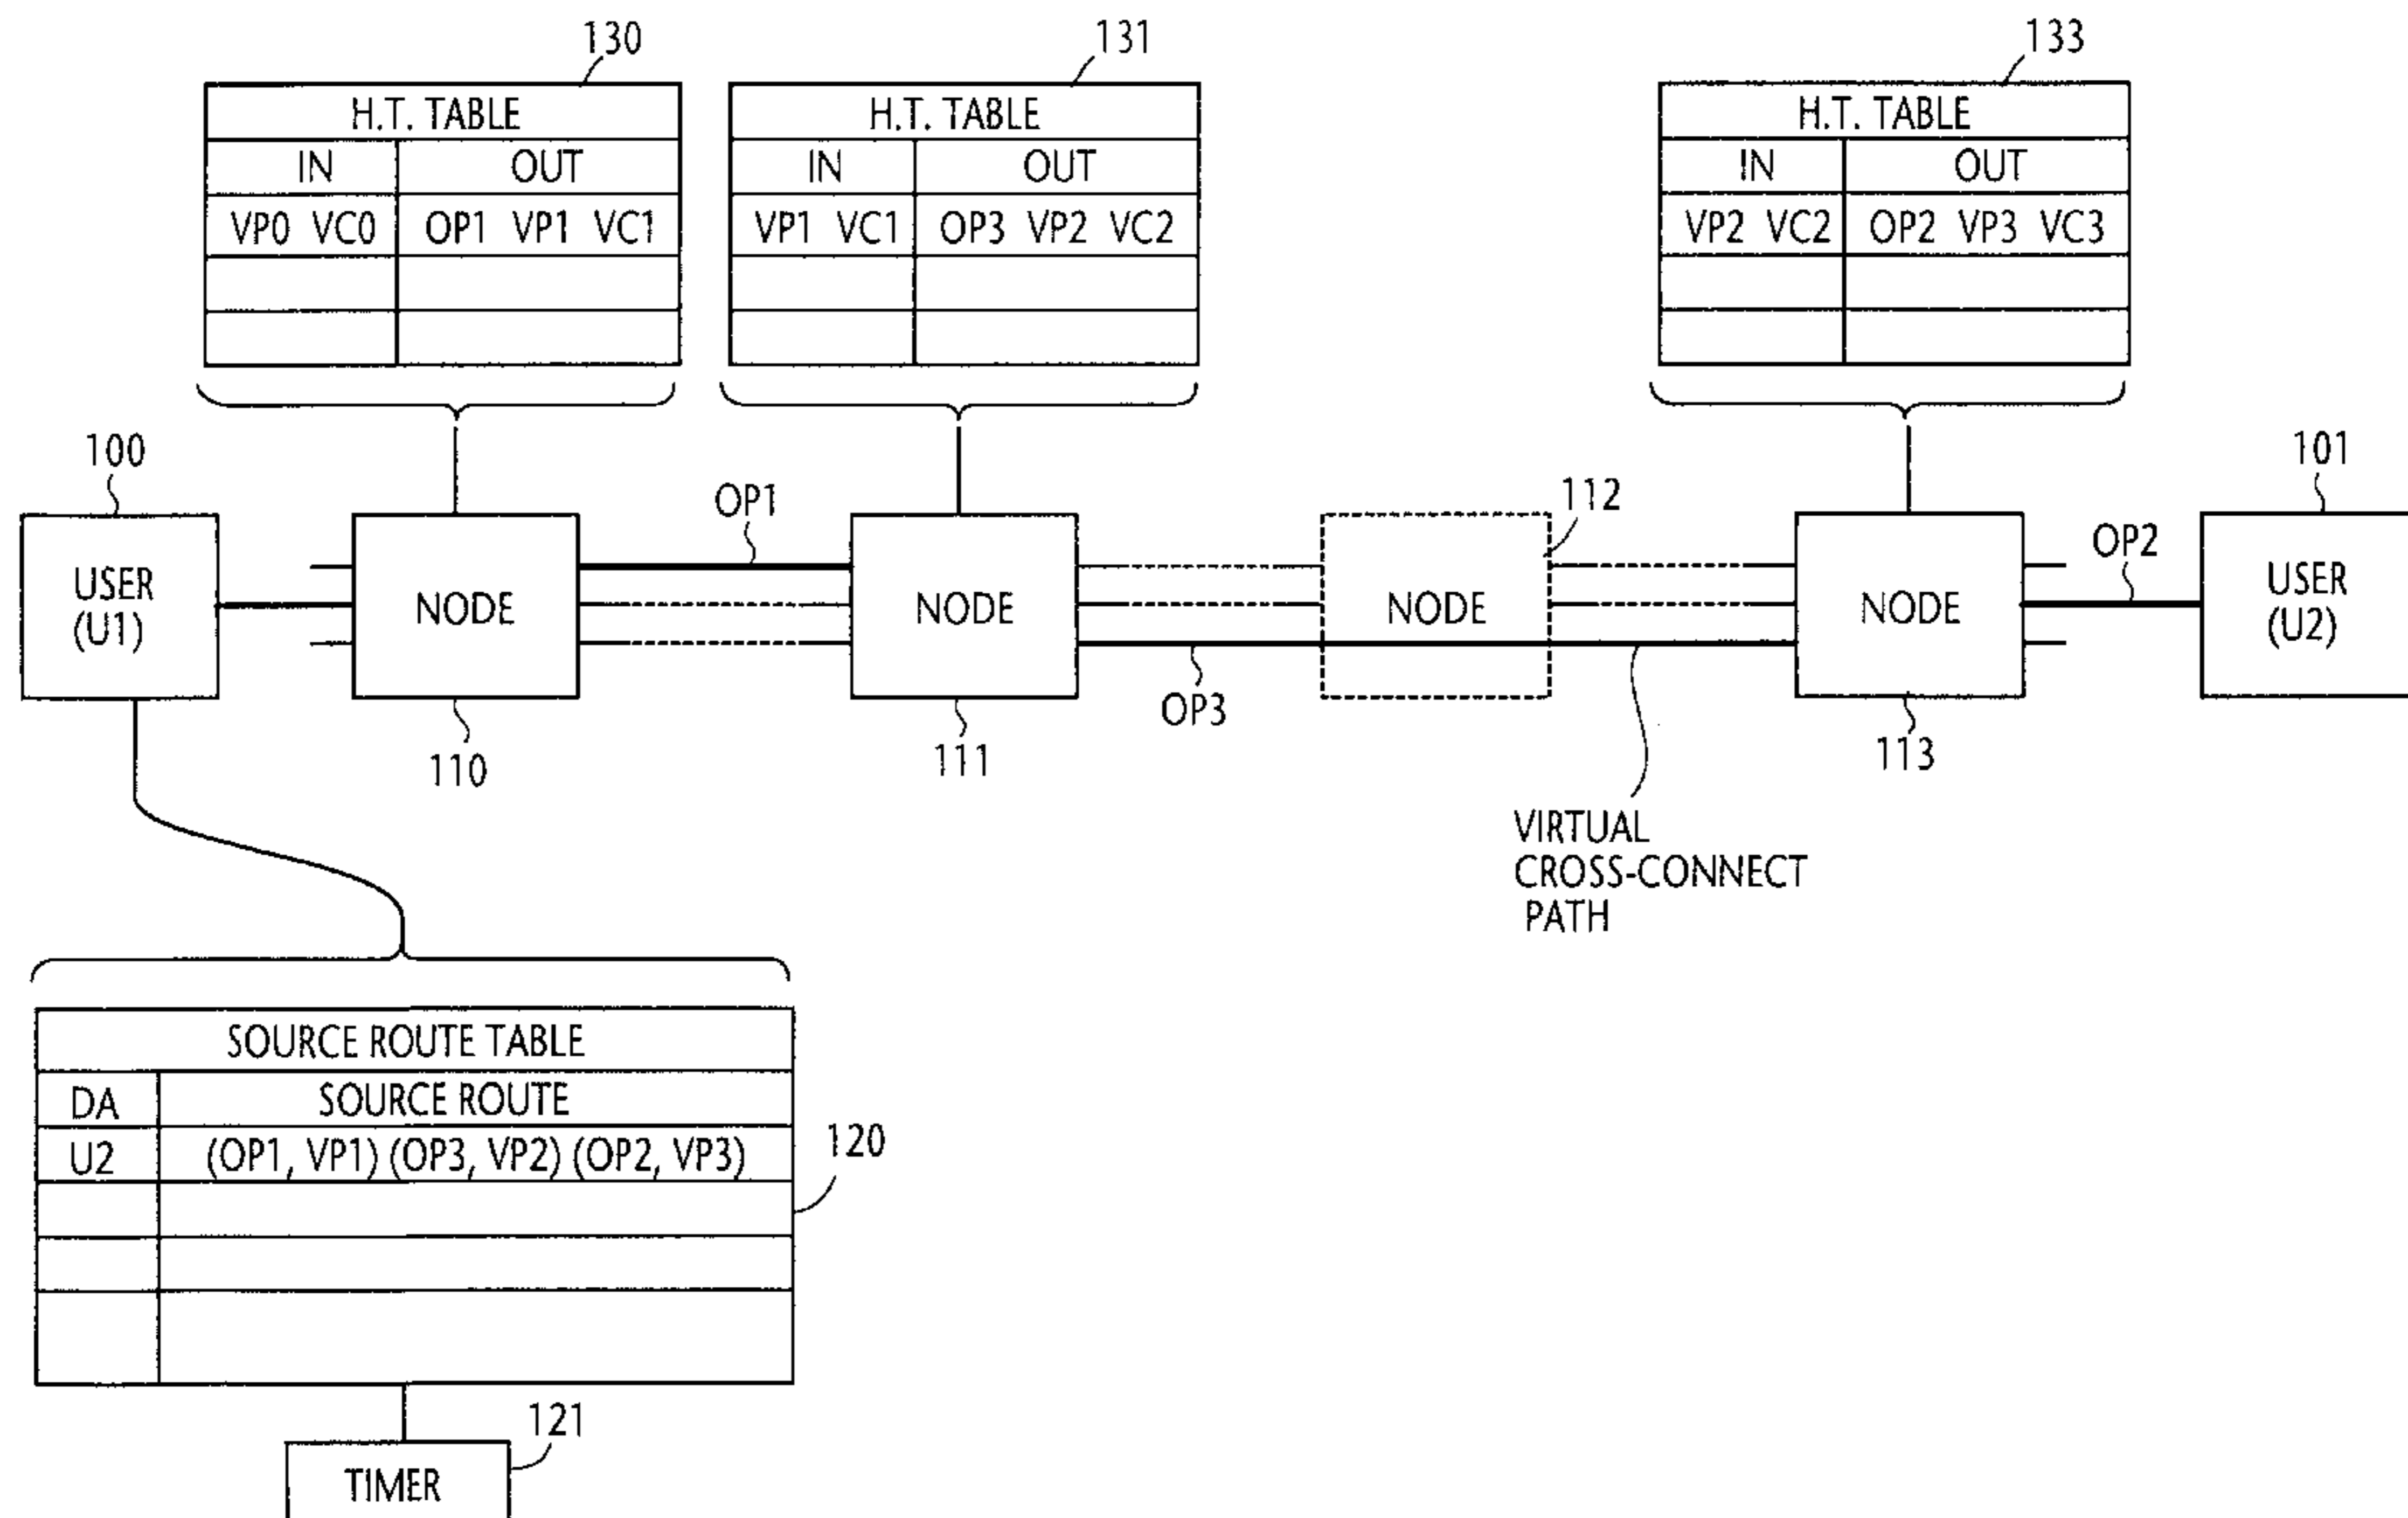 130
131
133
H.T. TABLE
IN OUT
VP0 VC0 OP1 VP1 VC1
H.T. TABLE
IN OUT
VP1 VC1 OP3 VP2 VC2
H.T. TABLE
IN OUT
VP2 VC2 OP2 VP3 VC3
100
USER
(U1)
NODE
110
OP1
NODE
111
OP3
112
NODE
VIRTUAL
CROSS-CONNECT
PATH
NODE
113
OP2
101
USER
(U2)
SOURCE ROUTE TABLE
DA SOURCE ROUTE
U2 (OP1, VP1) (OP3, VP2) (OP2, VP3)
120
121
TIMER